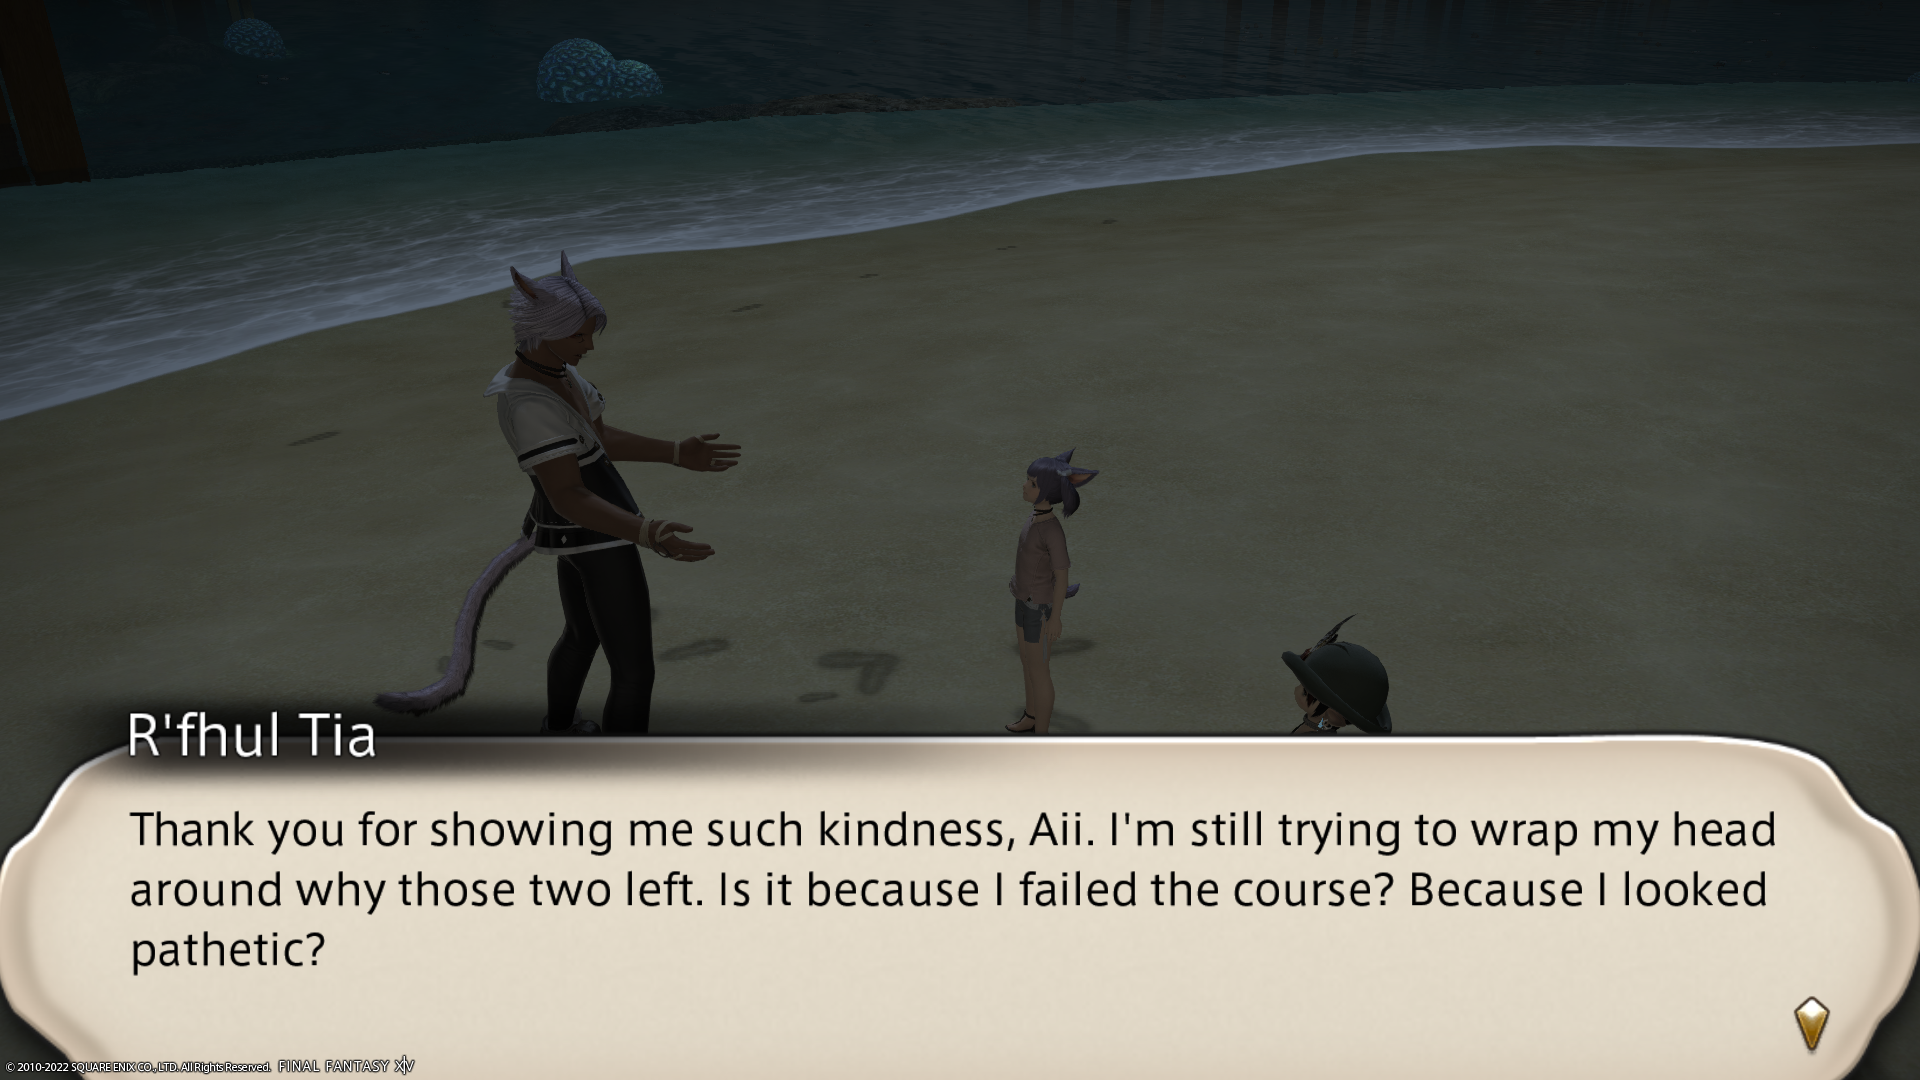 R'fhul Tia
Thank you for showing me such kindness, Aii. I'm still trying to wrap my head
around why those two left. Is it because I failed the course? Because I looked
pathetic?
© 2010-2022 SQUARE ENIX CO., LTD. All Rights Reserved. FINAL FANTASY XIV